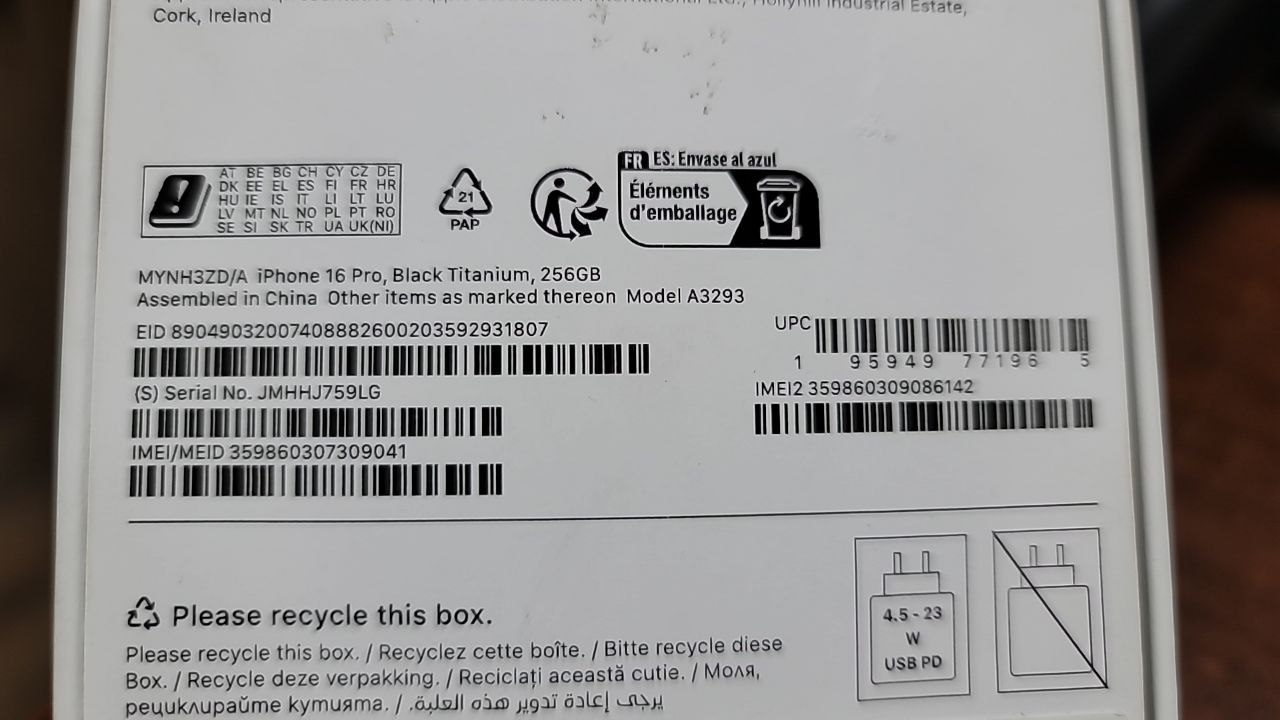 Hollyhill Industrial Estate,
Cork, Ireland
AT BE BG CH CY CZ DE
DK EE EL ES FI FR HR
HU IE IS IT LI LT LU
LV MT NL NO PL PT RO
SE SI SK TR UA UK(NI)
21
PAP
FR ES: Envase al azul
Éléments
d'emballage
MYNH3ZD/A iPhone 16 Pro, Black Titanium, 256GB
Assembled in China Other items as marked thereon Model A3293
EID 89049032007408882600203592931807
UPC
1 95949 77196 5
(S) Serial No. JMHHJ759LG
IMEI2 359860309086142
IMEI/MEID 359860307309041
4.5 - 23
W
USB PD
Please recycle this box.
Please recycle this box. / Recyclez cette boîte. / Bitte recycle diese
Box. / Recycle deze verpakking. / Reciclați această cutie. / Моля,
рециклирайте кутията. / يرجى إعادة تدوير هذه العلبة.